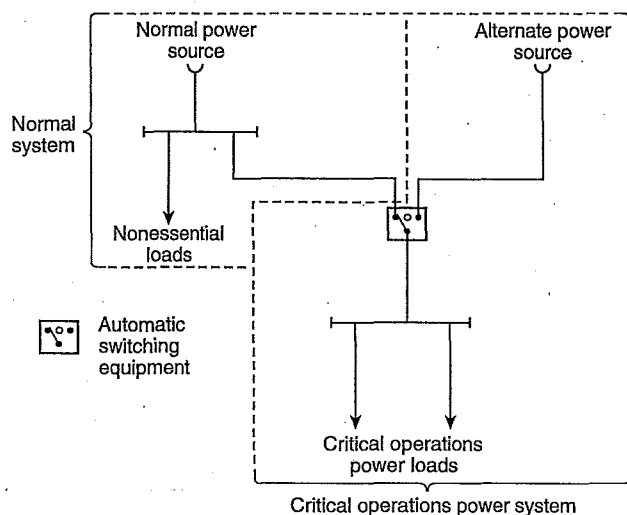 Normal power
source
Alternate power
source
Normal
system
Nonessential
loads
Automatic
switching
equipment
Critical operations
power loads
Critical operations power system